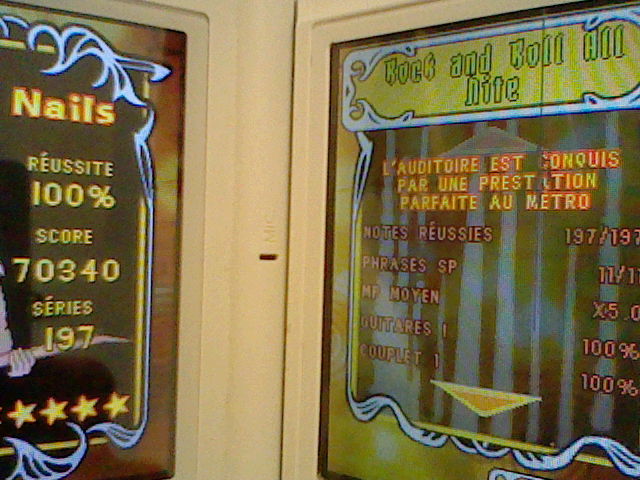 Nails
RÉUSSITE
100%
SCORE
70340
SÉRIES
197
MIC
Rock and Roll All
Nite
L'AUDITOIRE EST CONQUIS
PAR UNE PRESTATION
PARFAITE AU MÉTRO
NOTES RÉUSSIES 197/197
PHRASES SP 11/11
MP MOYEN X5.0
GUITARES 1 100%
COUPLET 1 100%